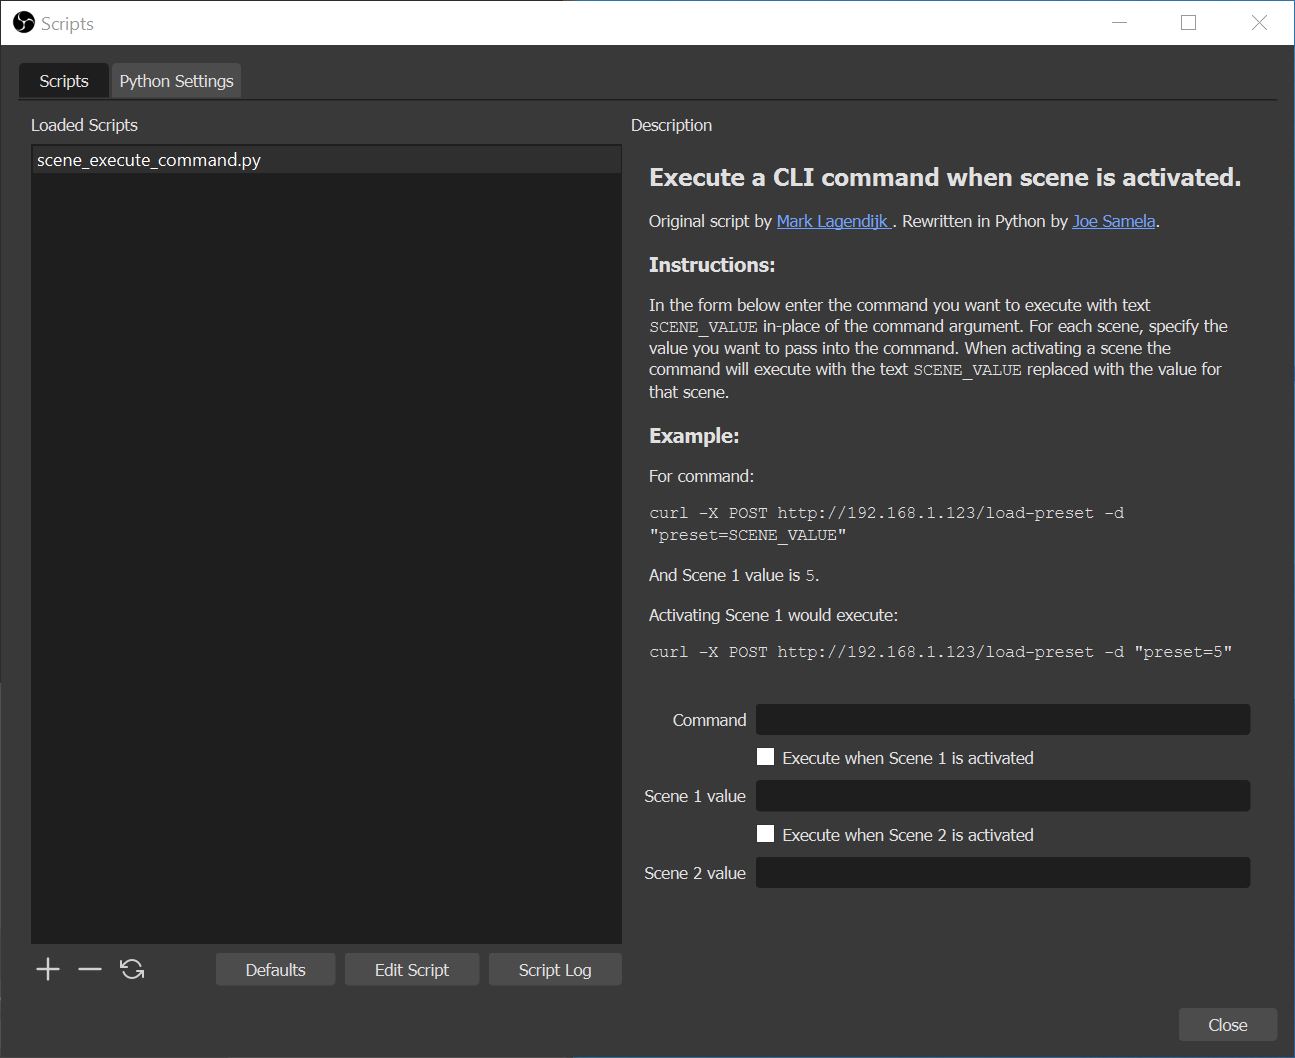 Scripts
Scripts
Python Settings
Loaded Scripts
Description
scene_execute_command.py
Execute a CLI command when scene is activated.
Original script by Mark Lagendijk . Rewritten in Python by Joe Samela.
Instructions:
In the form below enter the command you want to execute with text
SCENE_VALUE in-place of the command argument. For each scene, specify the
value you want to pass into the command. When activating a scene the
command will execute with the text SCENE_VALUE replaced with the value for
that scene.
Example:
For command:
curl -X POST http://192.168.1.123/load-preset -d
"preset=SCENE_VALUE"
And Scene 1 value is 5.
Activating Scene 1 would execute:
curl -X POST http://192.168.1.123/load-preset -d "preset=5"
Command
Execute when Scene 1 is activated
Scene 1 value
Execute when Scene 2 is activated
Scene 2 value
Defaults
Edit Script
Script Log
Close